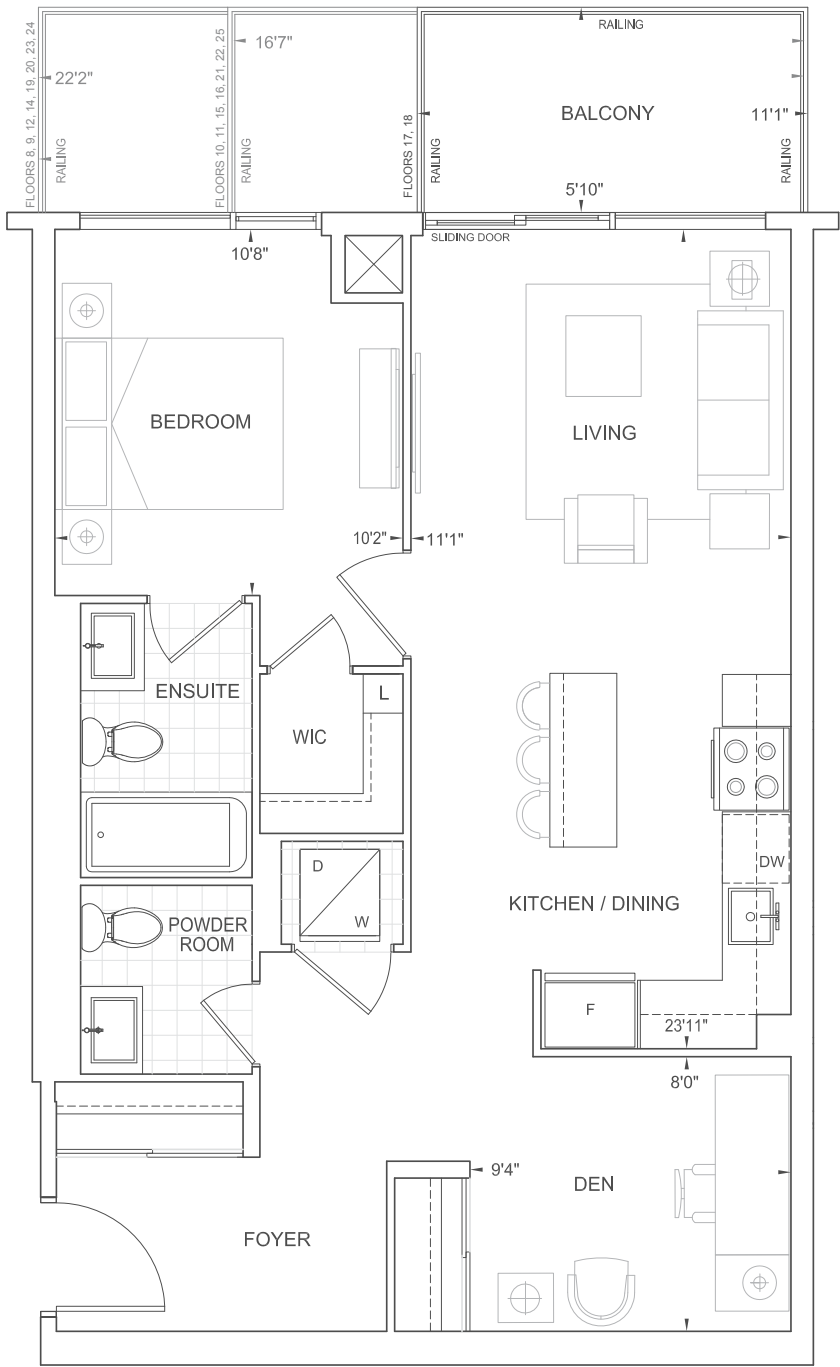 FLOORS 8, 9, 12, 14, 19, 20, 23, 24
22'2"
RAILING
FLOORS 10, 11, 15, 16, 21, 22, 25
16'7"
RAILING
FLOORS 17, 18
RAILING
RAILING
BALCONY
11'1"
RAILING
5'10"
SLIDING DOOR
10'8"
BEDROOM
LIVING
10'2"
11'1"
ENSUITE
L
WIC
D
W
DW
KITCHEN / DINING
POWDER
ROOM
F
23'11"
8'0"
9'4"
DEN
FOYER